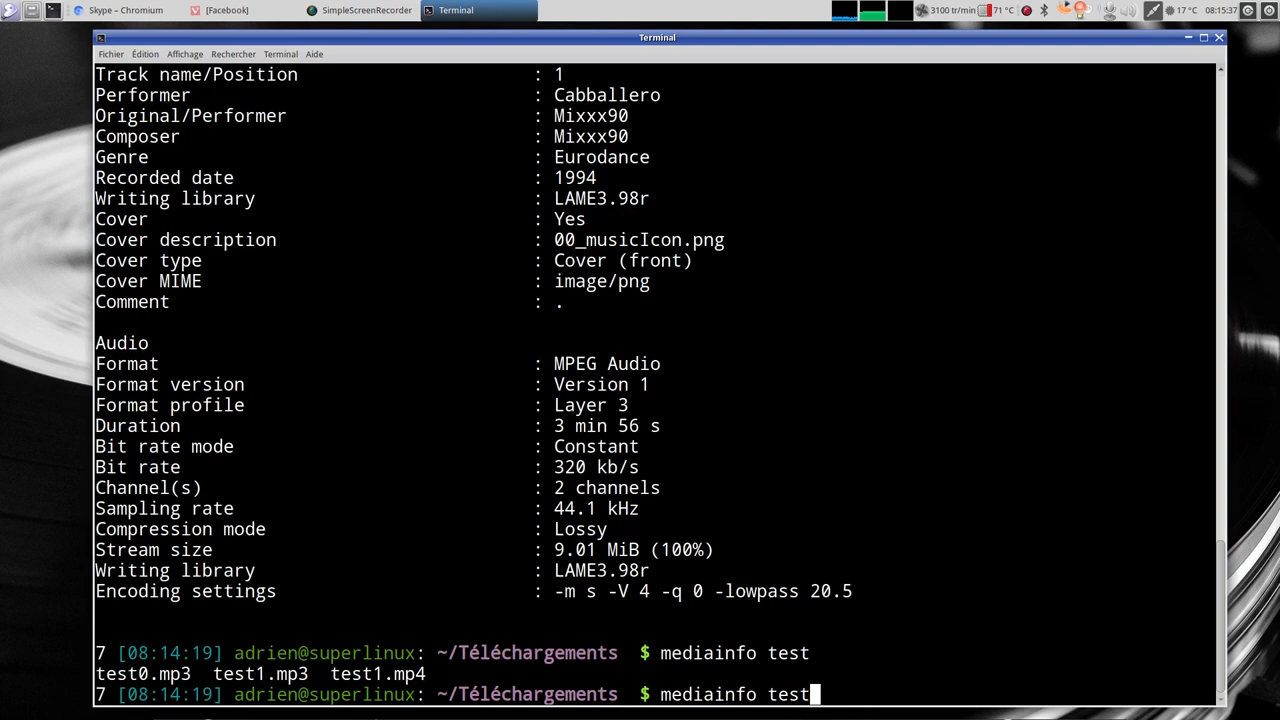 Skype – Chromium [Facebook] SimpleScreenRecorder Terminal 3100 tr/min 71 °C 17 °C 08:15:37
Terminal
Fichier Édition Affichage Rechercher Terminal Aide
Track name/Position : 1
Performer : Cabballero
Original/Performer : Mixxx90
Composer : Mixxx90
Genre : Eurodance
Recorded date : 1994
Writing library : LAME3.98r
Cover : Yes
Cover description : 00_musicIcon.png
Cover type : Cover (front)
Cover MIME : image/png
Comment : .
Audio
Format : MPEG Audio
Format version : Version 1
Format profile : Layer 3
Duration : 3 min 56 s
Bit rate mode : Constant
Bit rate : 320 kb/s
Channel(s) : 2 channels
Sampling rate : 44.1 kHz
Compression mode : Lossy
Stream size : 9.01 MiB (100%)
Writing library : LAME3.98r
Encoding settings : -m s -V 4 -q 0 -lowpass 20.5
7 [08:14:19] adrien@superlinux: ~/Téléchargements $ mediainfo test
test0.mp3 test1.mp3 test1.mp4
7 [08:14:19] adrien@superlinux: ~/Téléchargements $ mediainfo test